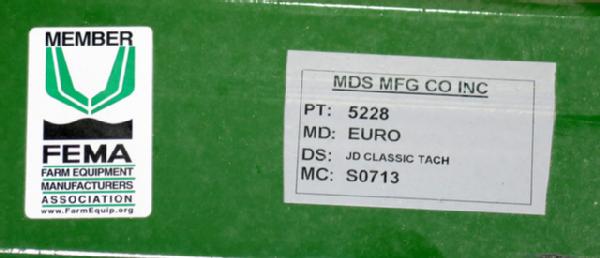 MEMBER
FEMA
FARM EQUIPMENT
MANUFACTURERS
ASSOCIATION
www.FarmEquip.org
MDS MFG CO INC
PT: 5228
MD: EURO
DS: JD CLASSIC TACH
MC: S0713